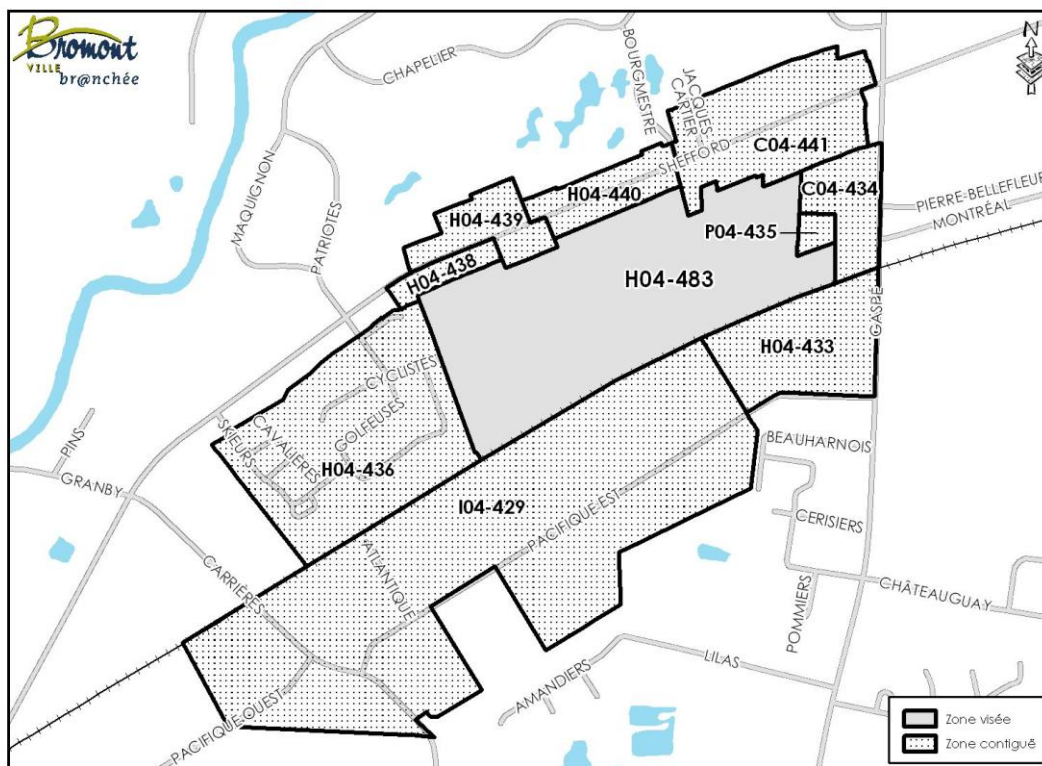 Bromont
VILLE
br@nchée
N
CHAPELIER
BOURGMESTRE
JACQUES-
CARTIER
SHEFFORD
C04-441
MAQUIGNON
PATRIOTES
H04-440
C04-434
PIERRE-BELLEFLEUR
MONTRÉAL
H04-439
P04-435
H04-438
H04-483
GASPÉ
H04-433
CYCLISTES
GOLFEUSES
CAVALIÈRES
SKIEURS
PINS
GRANBY
H04-436
BEAUHARNOIS
I04-429
PACIFIQUE EST
CERISIERS
ATLANTIQUE
CARRIÈRES
CHÂTEAUGUAY
POMMIERS
LILAS
AMANDIERS
PACIFIQUE OUEST
Zone visée
Zone contiguë